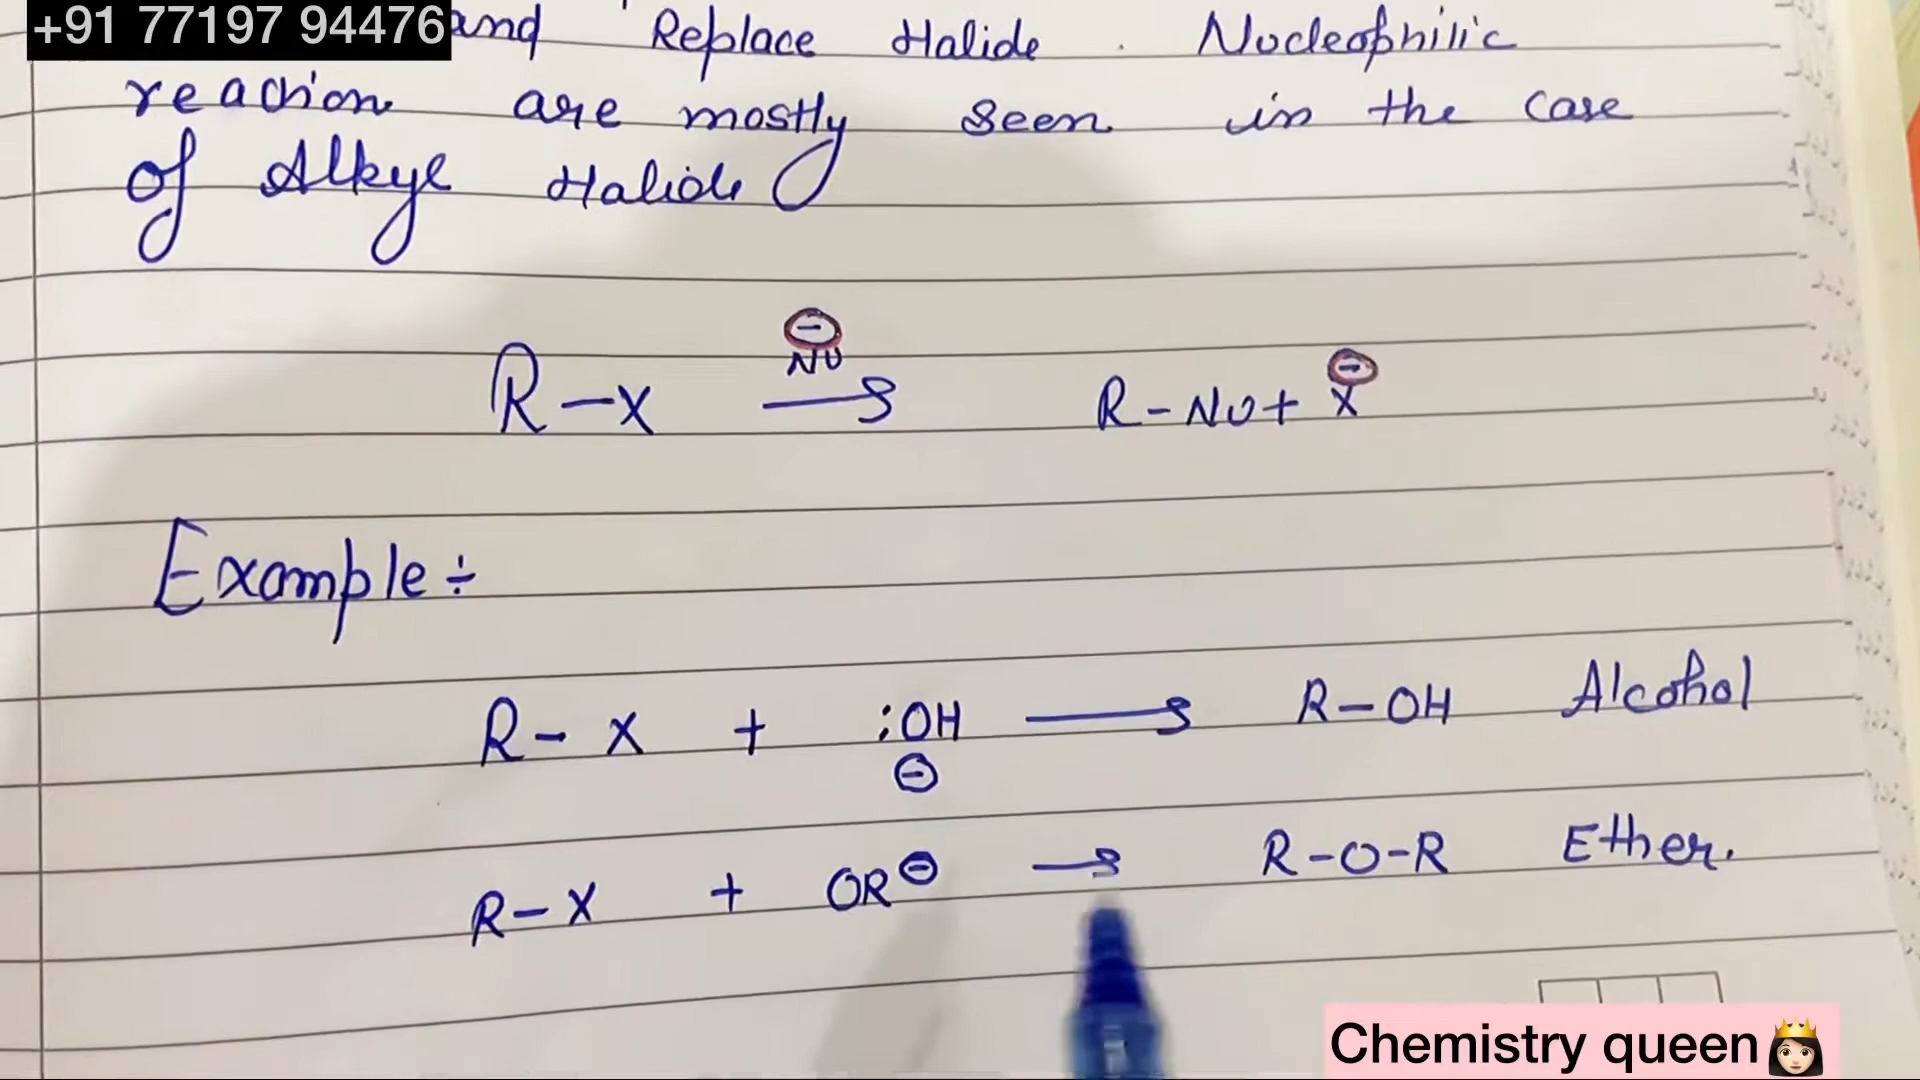 +91 77197 94476
and Replace Halide. Nucleophilic
reaction are mostly seen in the case
of Alkyl Halide
R-X ⊖Nu → R-Nu + X⊖
Example ÷
R-X + :OH⊖ → R-OH Alcohol
R-X + OR⊖ → R-O-R Ether.
Chemistry queen👸🏻